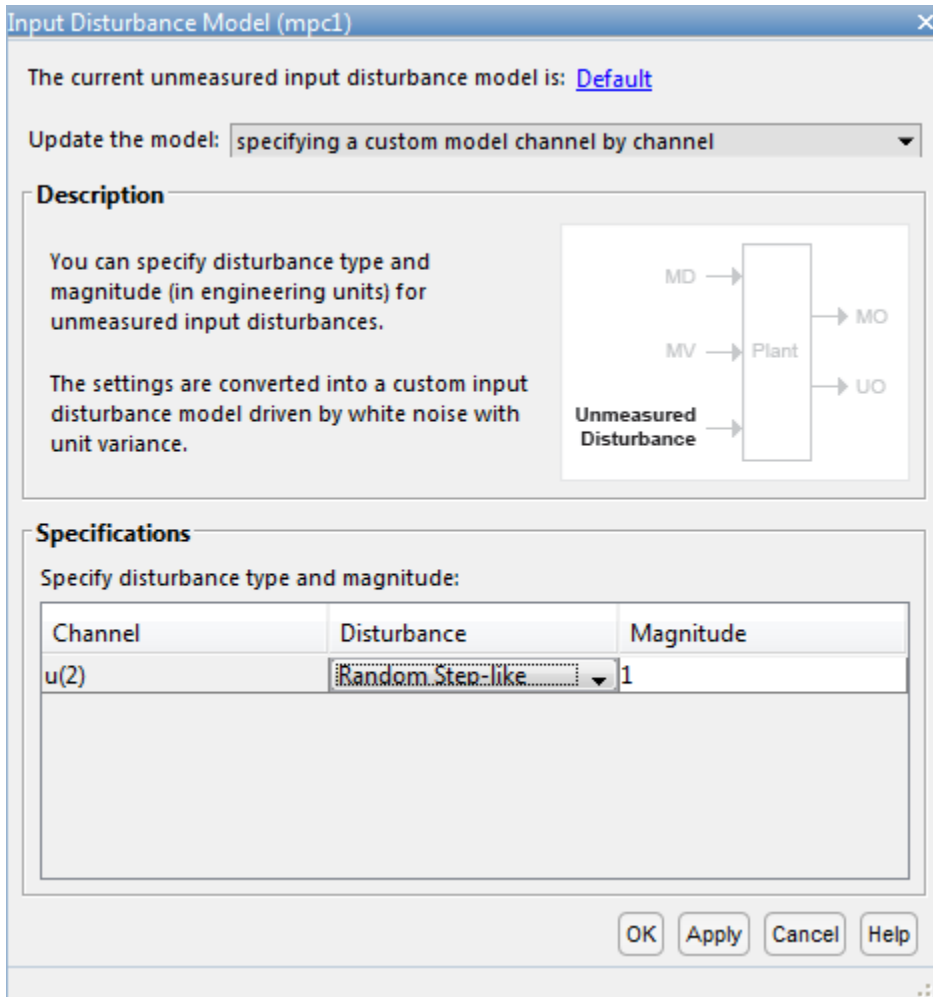 Input Disturbance Model (mpc1)
The current unmeasured input disturbance model is: Default
Update the model: specifying a custom model channel by channel
Description
You can specify disturbance type and
magnitude (in engineering units) for
unmeasured input disturbances.
The settings are converted into a custom input
disturbance model driven by white noise with
unit variance.
MD
MO
MV
Plant
UO
Unmeasured
Disturbance
Specifications
Specify disturbance type and magnitude:
Channel Disturbance Magnitude
u(2) Random Step-like 1
OK Apply Cancel Help